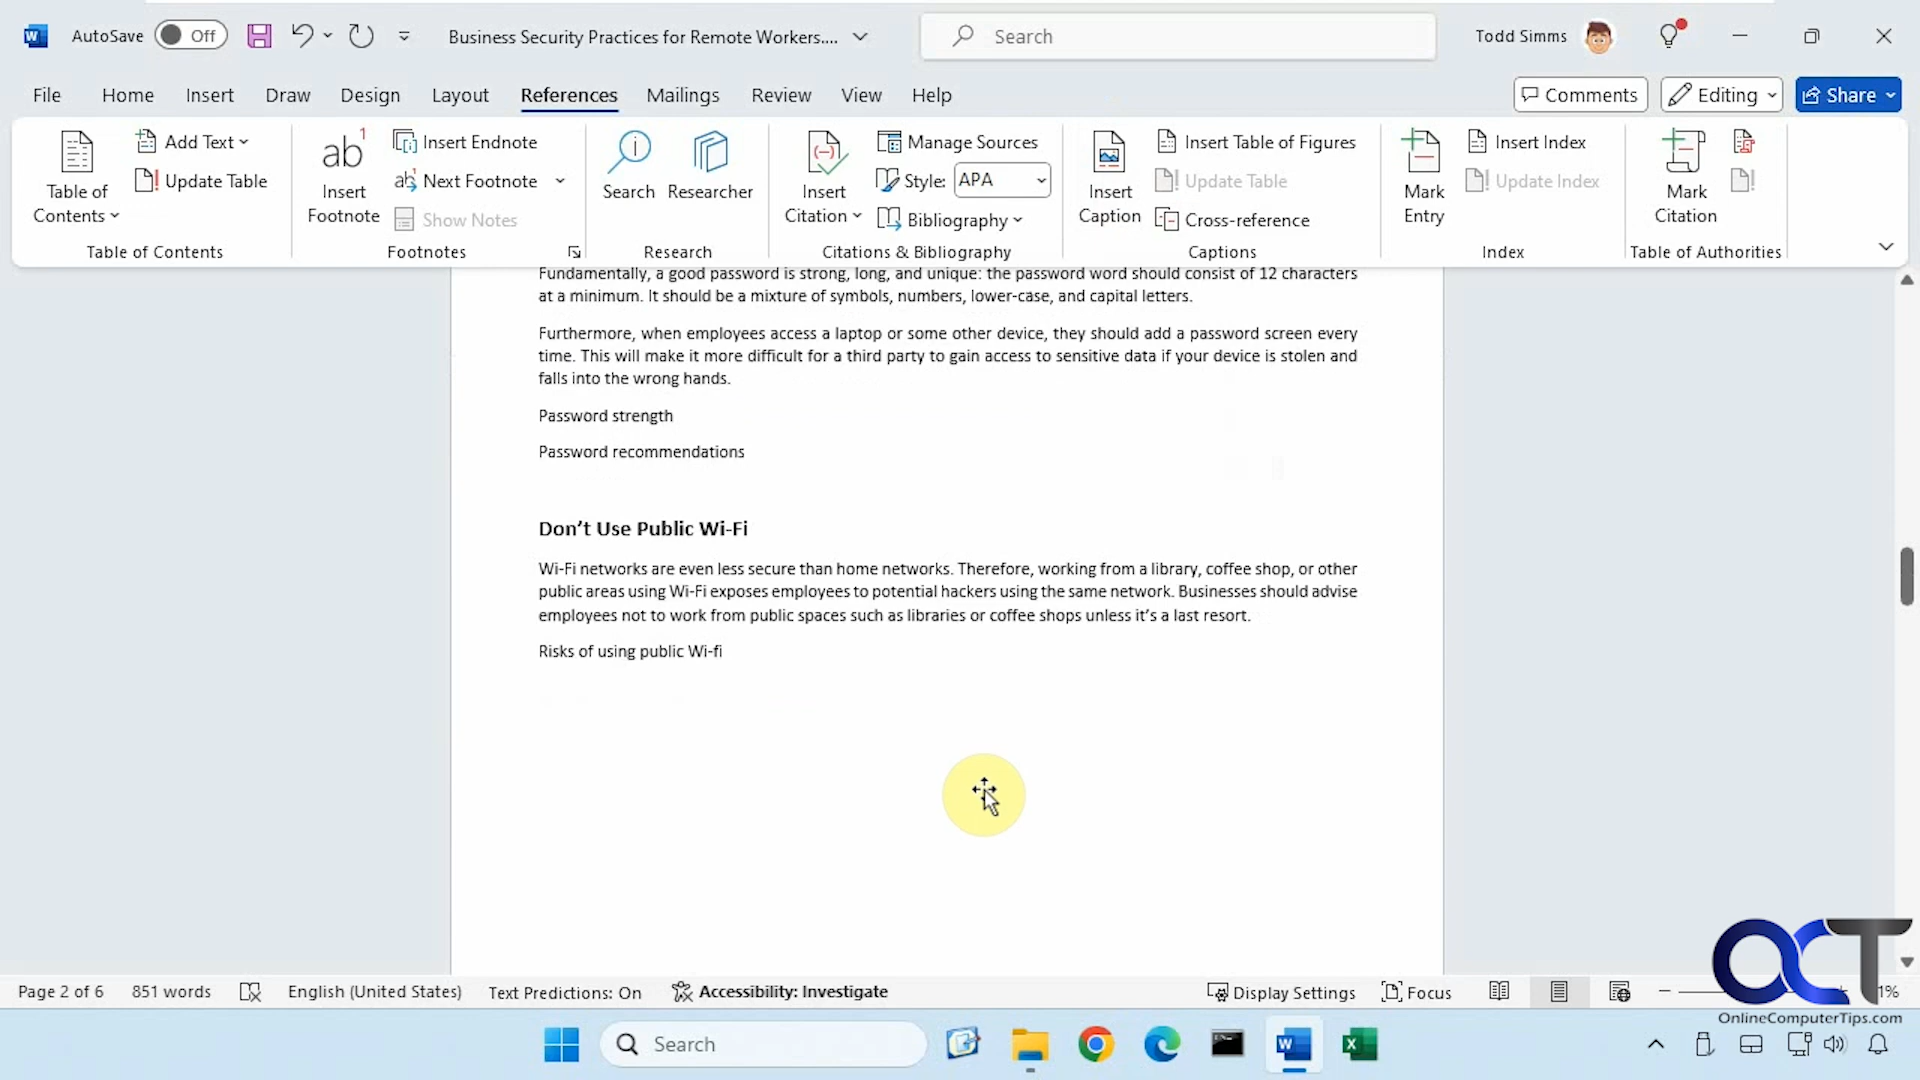 AutoSave Off Business Security Practices for Remote Workers.... Search Todd Simms
File Home Insert Draw Design Layout References Mailings Review View Help Comments Editing Share
Table of Contents
Add Text
Update Table
Table of Contents
ab1
Insert Footnote
Insert Endnote
ab Next Footnote
Show Notes
Footnotes
Search
Researcher
Research
Insert Citation
Manage Sources
Style: APA
Bibliography
Citations & Bibliography
Insert Caption
Insert Table of Figures
Update Table
Cross-reference
Captions
Mark Entry
Insert Index
Update Index
Index
Mark Citation
Table of Authorities
Fundamentally, a good password is strong, long, and unique: the password word should consist of 12 characters
at a minimum. It should be a mixture of symbols, numbers, lower-case, and capital letters.
Furthermore, when employees access a laptop or some other device, they should add a password screen every
time. This will make it more difficult for a third party to gain access to sensitive data if your device is stolen and
falls into the wrong hands.
Password strength
Password recommendations
Don’t Use Public Wi-Fi
Wi-Fi networks are even less secure than home networks. Therefore, working from a library, coffee shop, or other
public areas using Wi-Fi exposes employees to potential hackers using the same network. Businesses should advise
employees not to work from public spaces such as libraries or coffee shops unless it’s a last resort.
Risks of using public Wi-fi
OCT
OnlineComputerTips.com
Page 2 of 6 851 words English (United States) Text Predictions: On Accessibility: Investigate Display Settings Focus
Search